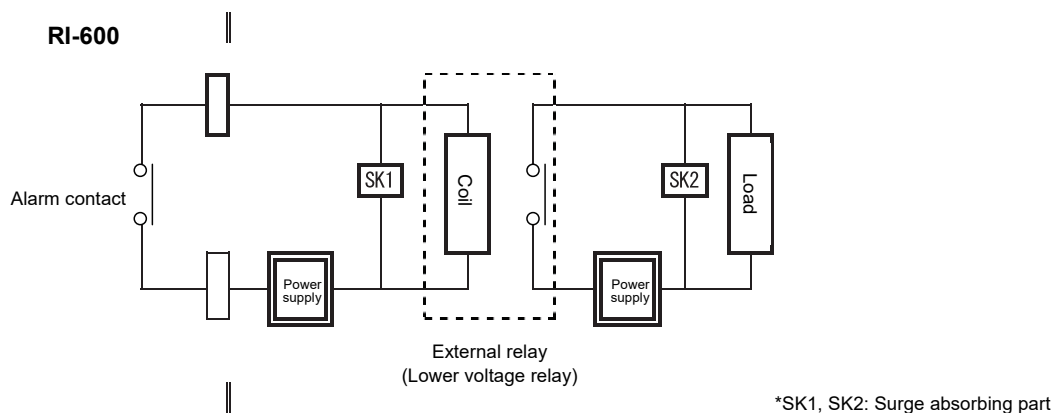 RI-600
Alarm contact
SK1
Coil
SK2
Load
Power
supply
Power
supply
External relay
(Lower voltage relay)
*SK1, SK2: Surge absorbing part